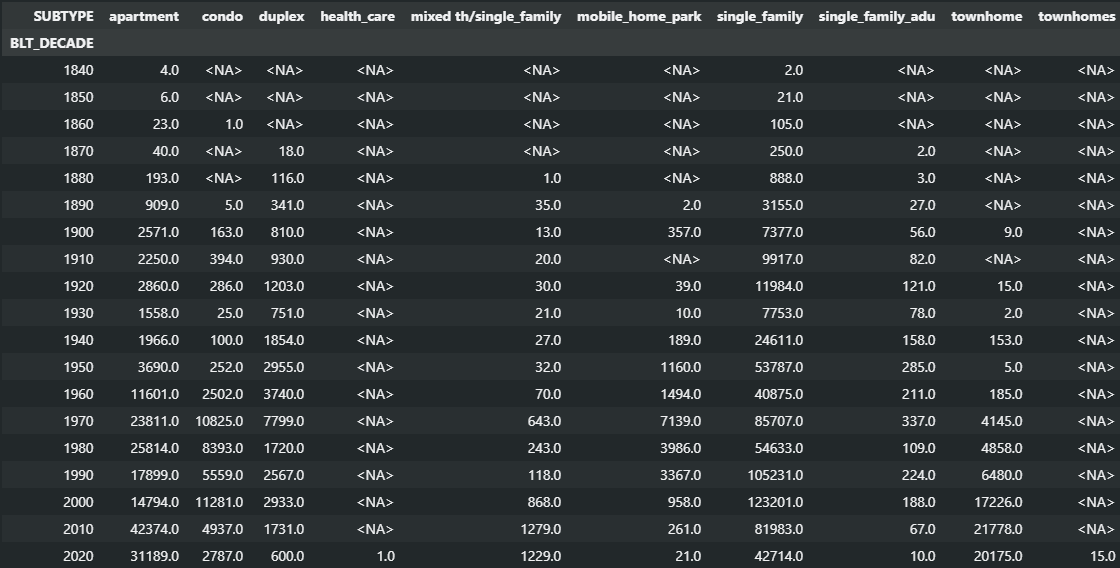 SUBTYPE apartment condo duplex health_care mixed th/single_family mobile_home_park single_family single_family_adu townhome townhomes
BLT_DECADE
1840 4.0 <NA> <NA> <NA> <NA> <NA> 2.0 <NA> <NA> <NA>
1850 6.0 <NA> <NA> <NA> <NA> <NA> 21.0 <NA> <NA> <NA>
1860 23.0 1.0 <NA> <NA> <NA> <NA> 105.0 <NA> <NA> <NA>
1870 40.0 <NA> 18.0 <NA> <NA> <NA> 250.0 2.0 <NA> <NA>
1880 193.0 <NA> 116.0 <NA> 1.0 <NA> 888.0 3.0 <NA> <NA>
1890 909.0 5.0 341.0 <NA> 35.0 2.0 3155.0 27.0 <NA> <NA>
1900 2571.0 163.0 810.0 <NA> 13.0 357.0 7377.0 56.0 9.0 <NA>
1910 2250.0 394.0 930.0 <NA> 20.0 <NA> 9917.0 82.0 <NA> <NA>
1920 2860.0 286.0 1203.0 <NA> 30.0 39.0 11984.0 121.0 15.0 <NA>
1930 1558.0 25.0 751.0 <NA> 21.0 10.0 7753.0 78.0 2.0 <NA>
1940 1966.0 100.0 1854.0 <NA> 27.0 189.0 24611.0 158.0 153.0 <NA>
1950 3690.0 252.0 2955.0 <NA> 32.0 1160.0 53787.0 285.0 5.0 <NA>
1960 11601.0 2502.0 3740.0 <NA> 70.0 1494.0 40875.0 211.0 185.0 <NA>
1970 23811.0 10825.0 7799.0 <NA> 643.0 7139.0 85707.0 337.0 4145.0 <NA>
1980 25814.0 8393.0 1720.0 <NA> 243.0 3986.0 54633.0 109.0 4858.0 <NA>
1990 17899.0 5559.0 2567.0 <NA> 118.0 3367.0 105231.0 224.0 6480.0 <NA>
2000 14794.0 11281.0 2933.0 <NA> 868.0 958.0 123201.0 188.0 17226.0 <NA>
2010 42374.0 4937.0 1731.0 <NA> 1279.0 261.0 81983.0 67.0 21778.0 <NA>
2020 31189.0 2787.0 600.0 1.0 1229.0 21.0 42714.0 10.0 20175.0 15.0